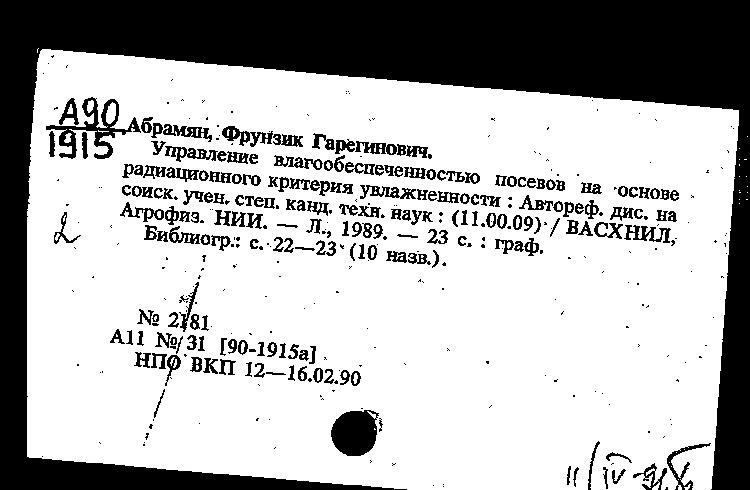 А90
1915
Абрамян, Фрунзик Гарегинович.
Управление влагообеспеченностью посевов на основе
радиационного критерия увлажненности : Автореф. дис. на
соиск. учен. степ. канд. техн. наук : (11.00.09) / ВАСХНИЛ,
Агрофиз. НИИ. — Л., 1989. — 23 с. : граф.
Библиогр.: с. 22—23 (10 назв.).
2
№ 2181
А11 № 31 [90-1915а]
НПО ВКП 12—16.02.90